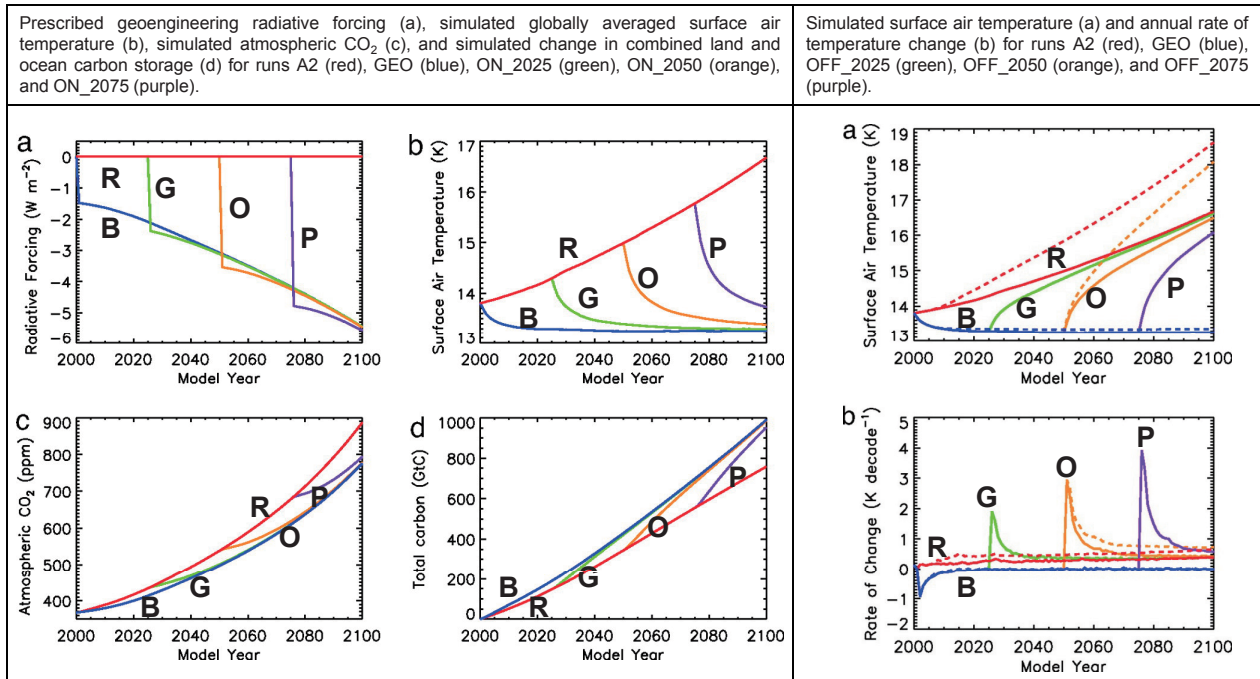 Prescribed geoengineering radiative forcing (a), simulated globally averaged surface air
temperature (b), simulated atmospheric CO₂ (c), and simulated change in combined land and
ocean carbon storage (d) for runs A2 (red), GEO (blue), ON_2025 (green), ON_2050 (orange),
and ON_2075 (purple).
Simulated surface air temperature (a) and annual rate of
temperature change (b) for runs A2 (red), GEO (blue),
OFF_2025 (green), OFF_2050 (orange), and OFF_2075
(purple).
a
Radiative Forcing (W m⁻²)
0
−1
−2
−3
−4
−5
−6
R
G
O
P
B
2000 2020 2040 2060 2080 2100
Model Year
b
Surface Air Temperature (K)
17
16
15
14
13
R
P
O
G
B
2000 2020 2040 2060 2080 2100
Model Year
c
Atmospheric CO₂ (ppm)
900
800
700
600
500
400
R
P
O
G
B
2000 2020 2040 2060 2080 2100
Model Year
d
Total carbon (GtC)
1000
800
600
400
200
0
P
O
B
G
R
2000 2020 2040 2060 2080 2100
Model Year
a
Surface Air Temperature (K)
19
18
17
16
15
14
13
R
G
O
P
B
2000 2020 2040 2060 2080 2100
Model Year
b
Rate of Change (K decade⁻¹)
5
4
3
2
1
0
−1
−2
P
O
G
R
B
2000 2020 2040 2060 2080 2100
Model Year